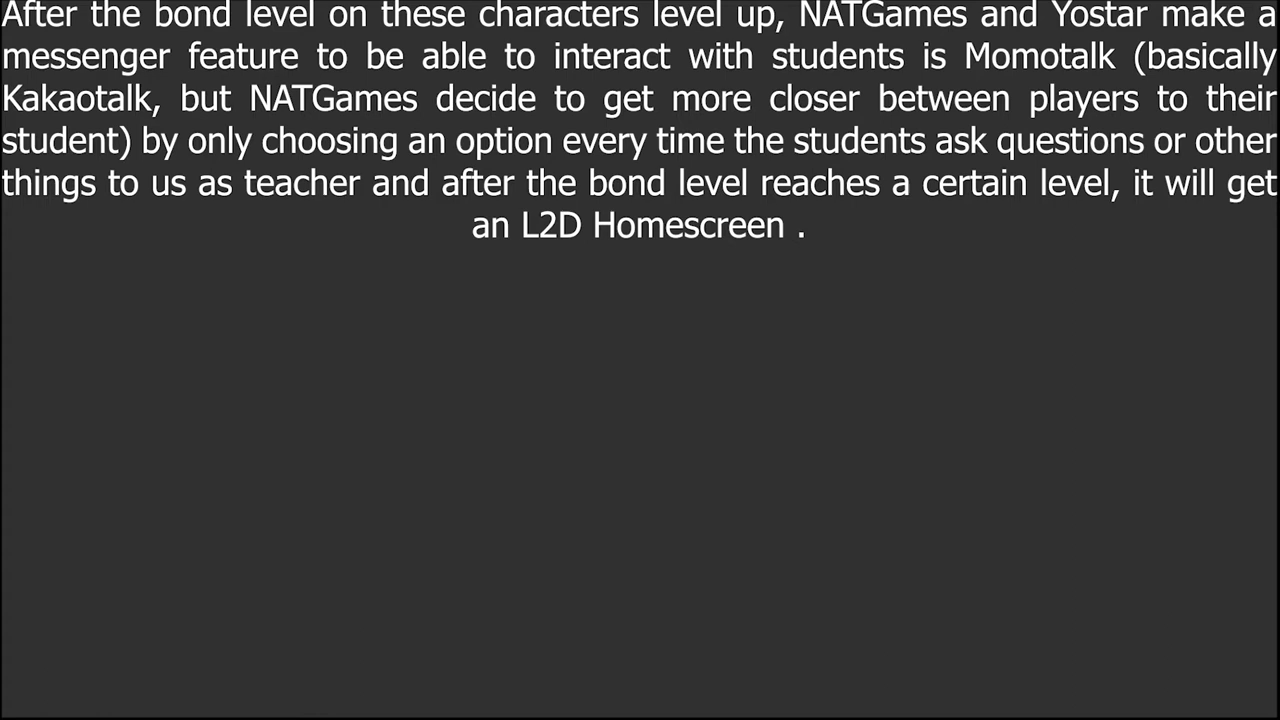 After the bond level on these characters level up, NATGames and Yostar make a
messenger feature to be able to interact with students is Momotalk (basically
Kakaotalk, but NATGames decide to get more closer between players to their
student) by only choosing an option every time the students ask questions or other
things to us as teacher and after the bond level reaches a certain level, it will get
an L2D Homescreen .